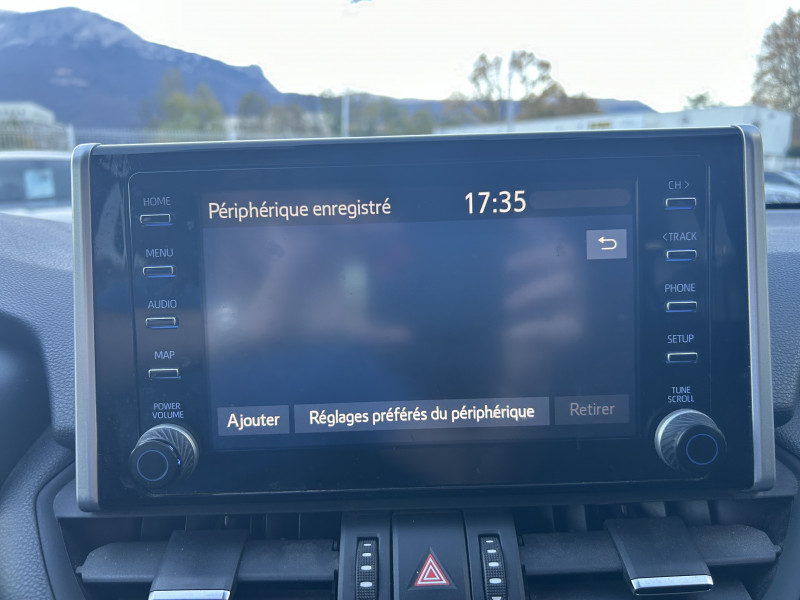 Périphérique enregistré 17:35
HOME
MENU
AUDIO
MAP
POWER
VOLUME
CH >
< TRACK
PHONE
SETUP
TUNE
SCROLL
Ajouter
Réglages préférés du périphérique
Retirer